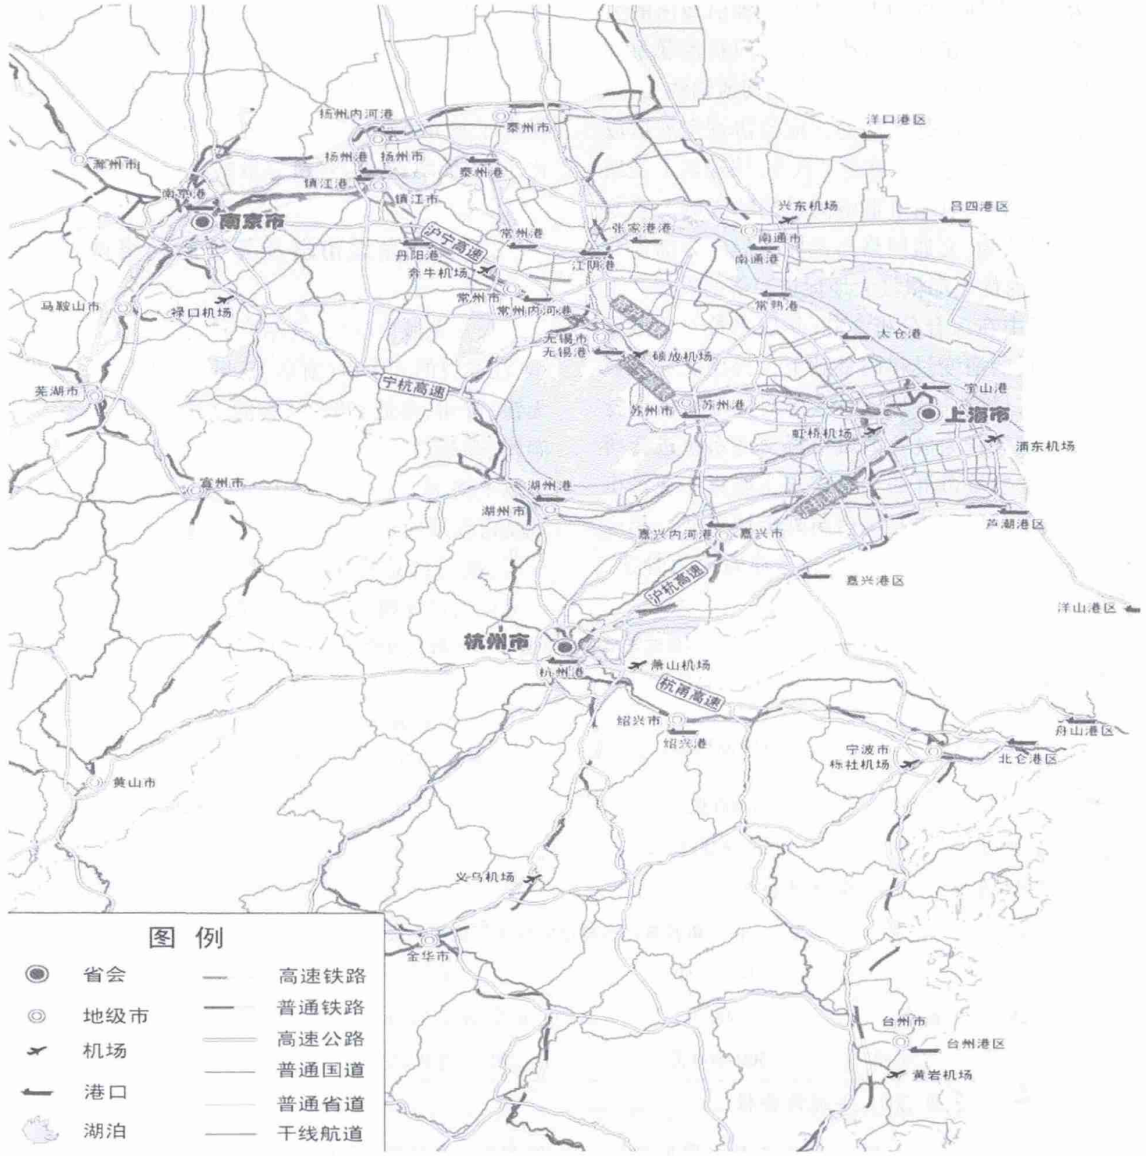 扬州内河港
泰州市
洋口港区
滁州市
扬州港
扬州市
泰州港
镇江港
镇江市
南京港
南京市
兴东机场
吕四港区
沪宁高速
常州港
张家港港
南通市
南通港
丹阳港
奔牛机场
江阴港
常州市
常州内河港
常熟港
马鞍山市
禄口机场
无锡市
无锡港
硕放机场
太仓港
芜湖市
宁杭高速
苏州市
苏州港
宝山港
上海市
虹桥机场
浦东机场
宣州市
湖州港
湖州市
芦潮港区
嘉兴内河港
嘉兴市
沪杭高速
嘉兴港区
洋山港区
杭州市
杭州港
萧山机场
杭甬高速
绍兴市
绍兴港
舟山港区
宁波市
栎社机场
北仑港区
黄山市
义乌机场
金华市
台州市
台州港区
黄岩机场
图 例
省会
地级市
机场
港口
湖泊
高速铁路
普通铁路
高速公路
普通国道
普通省道
干线航道